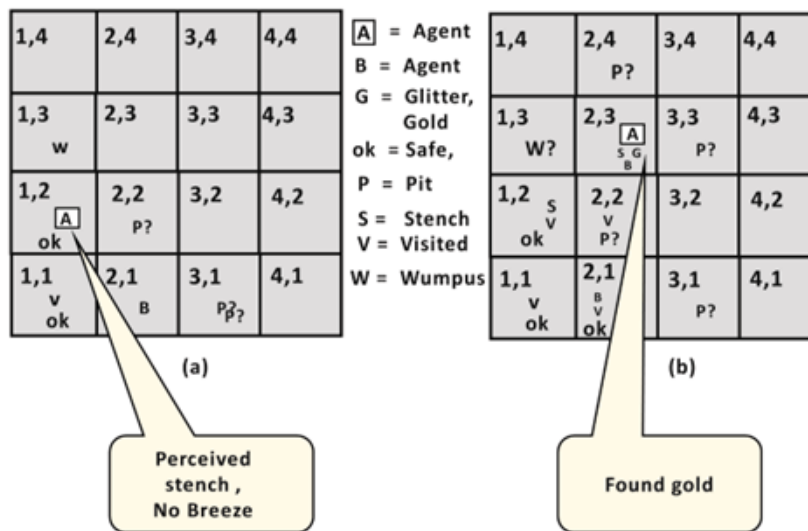 1,4 2,4 3,4 4,4
1,3 2,3 3,3 4,3
w
1,2 2,2 3,2 4,2
A
P?
ok
1,1 2,1 3,1 4,1
v B P? P?
ok
(a)
Perceived
stench ,
No Breeze
A = Agent
B = Agent
G = Glitter,
Gold
ok = Safe,
P = Pit
S = Stench
V = Visited
W = Wumpus
1,4 2,4 3,4 4,4
P?
1,3 2,3 3,3 4,3
A
W? S G P?
B
1,2 2,2 3,2 4,2
S
V V
ok P?
1,1 2,1 3,1 4,1
B
v V P?
ok ok
(b)
Found gold